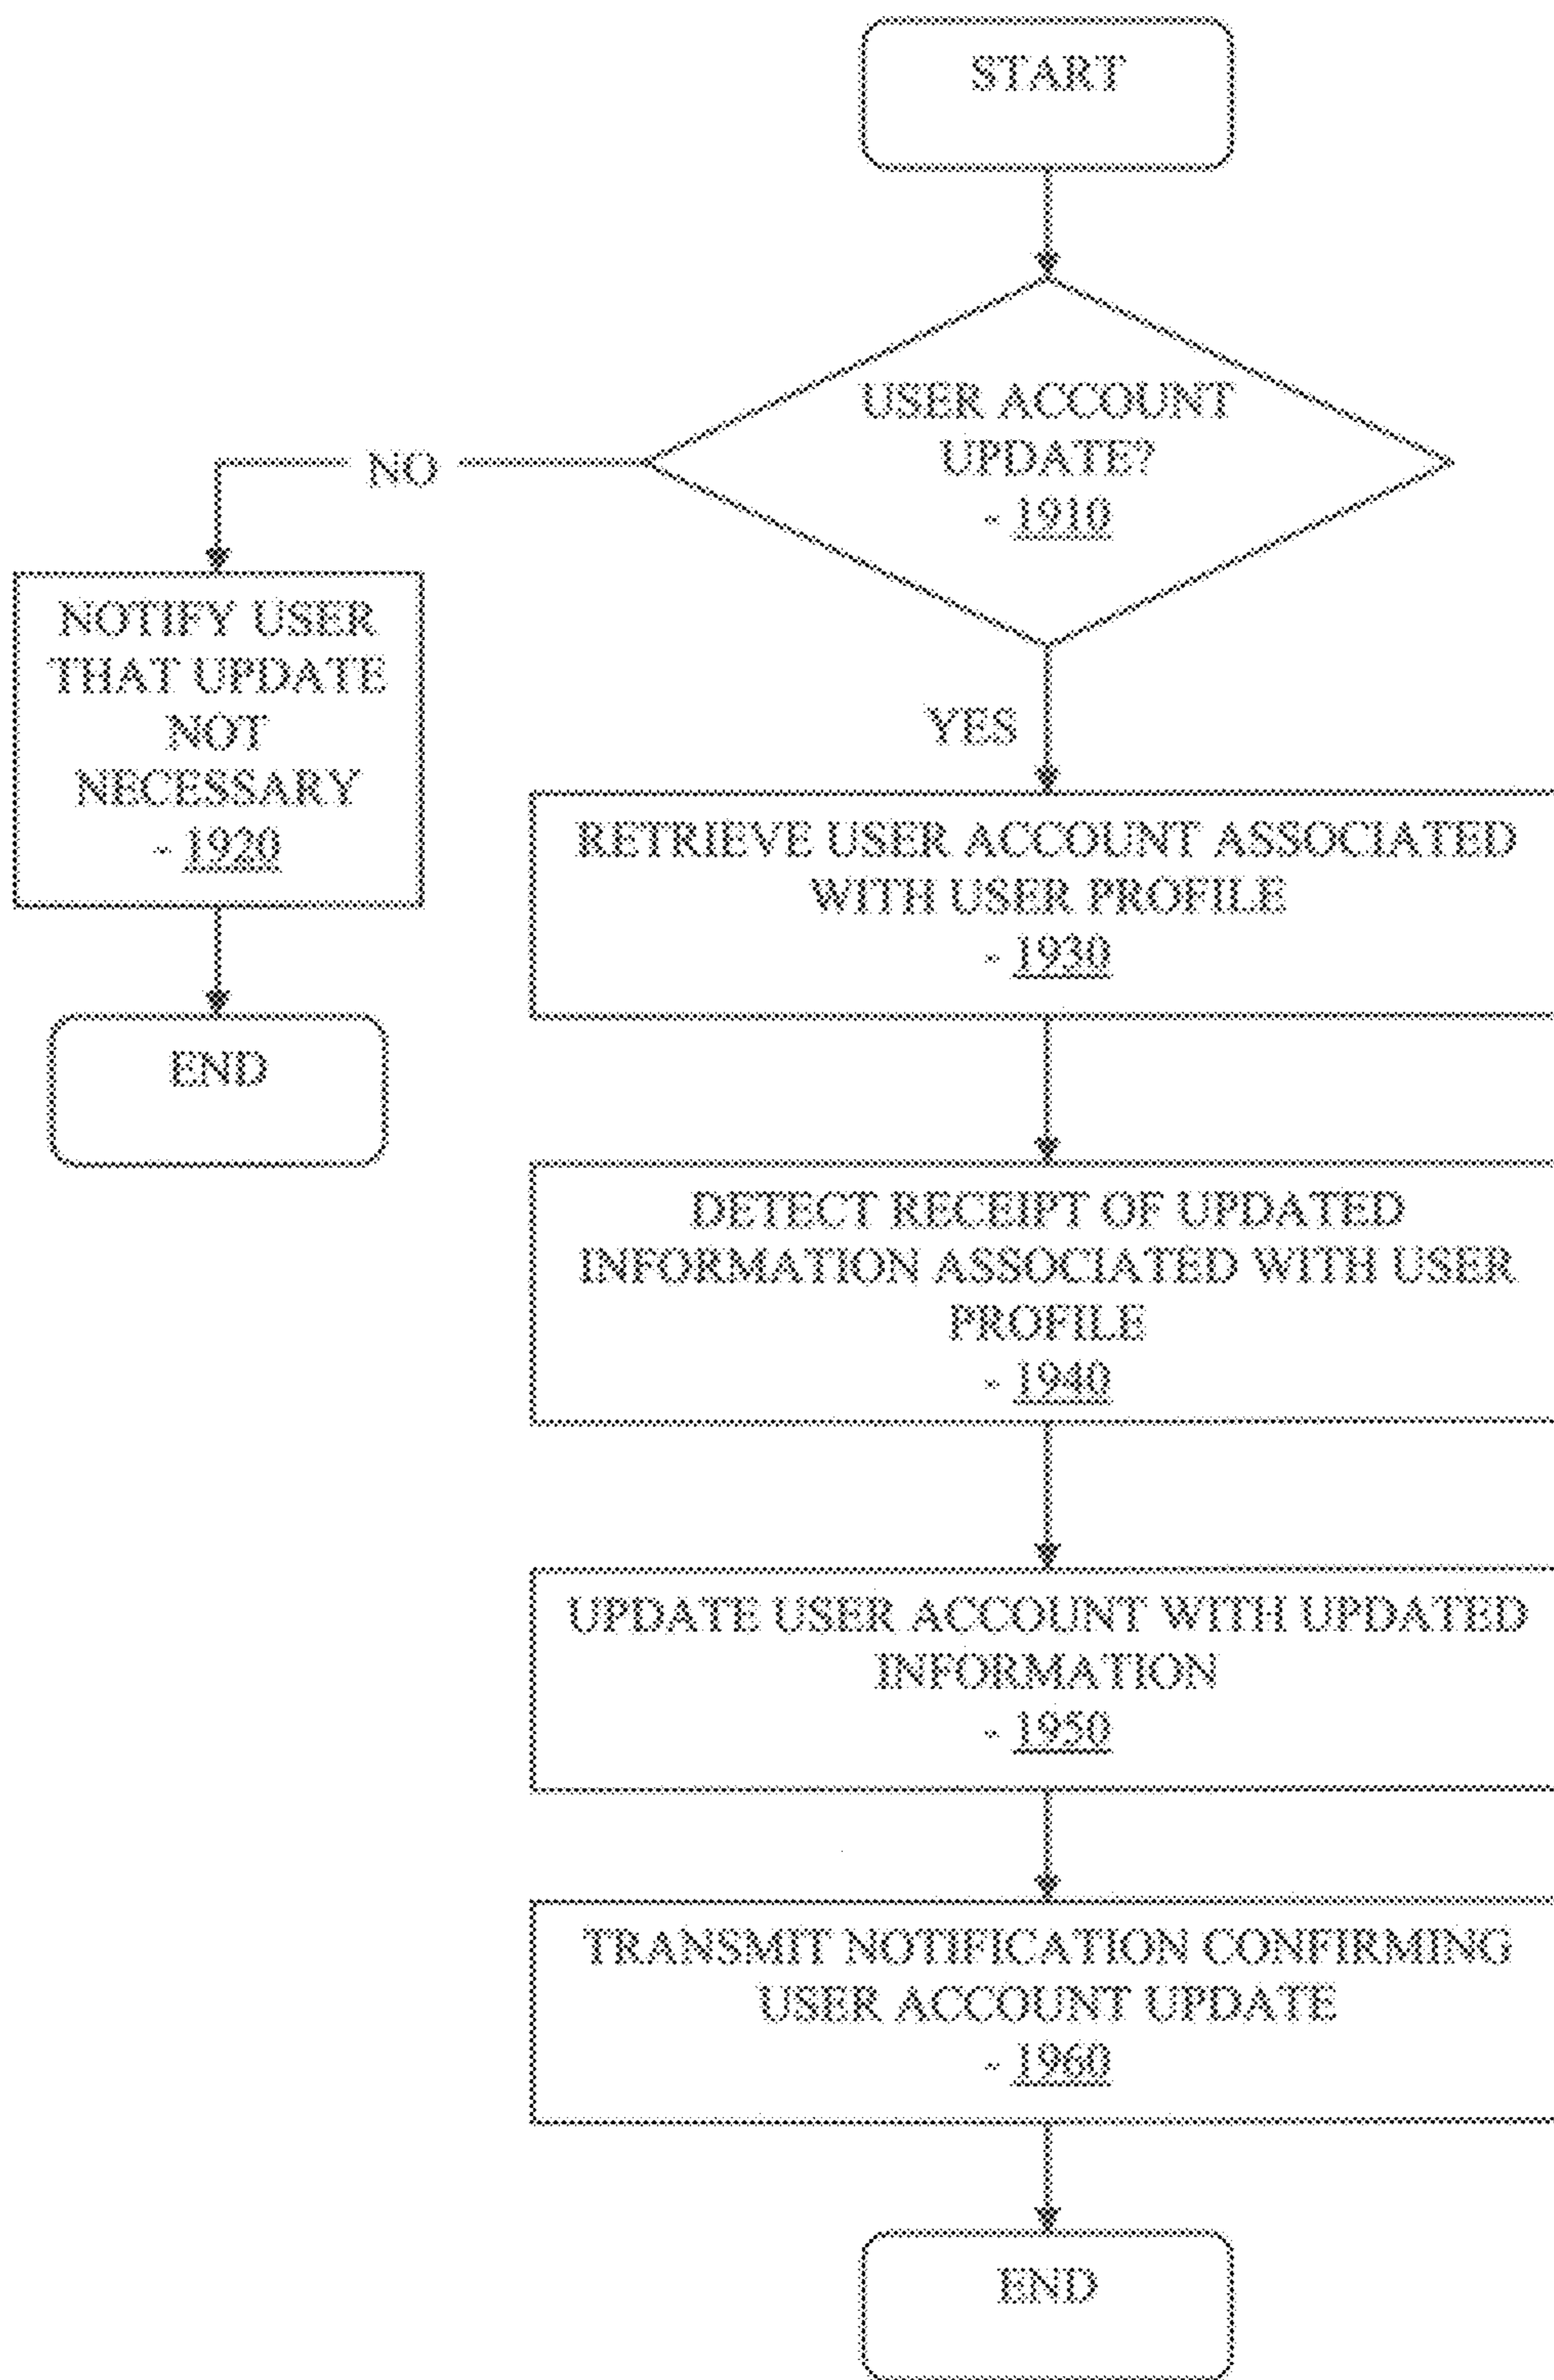 START
USER ACCOUNT
UPDATE?
- 1910
NO
NOTIFY USER
THAT UPDATE
NOT
NECESSARY
- 1920
END
YES
RETRIEVE USER ACCOUNT ASSOCIATED
WITH USER PROFILE
- 1930
DETECT RECEIPT OF UPDATED
INFORMATION ASSOCIATED WITH USER
PROFILE
- 1940
UPDATE USER ACCOUNT WITH UPDATED
INFORMATION
- 1950
TRANSMIT NOTIFICATION CONFIRMING
USER ACCOUNT UPDATE
- 1960
END